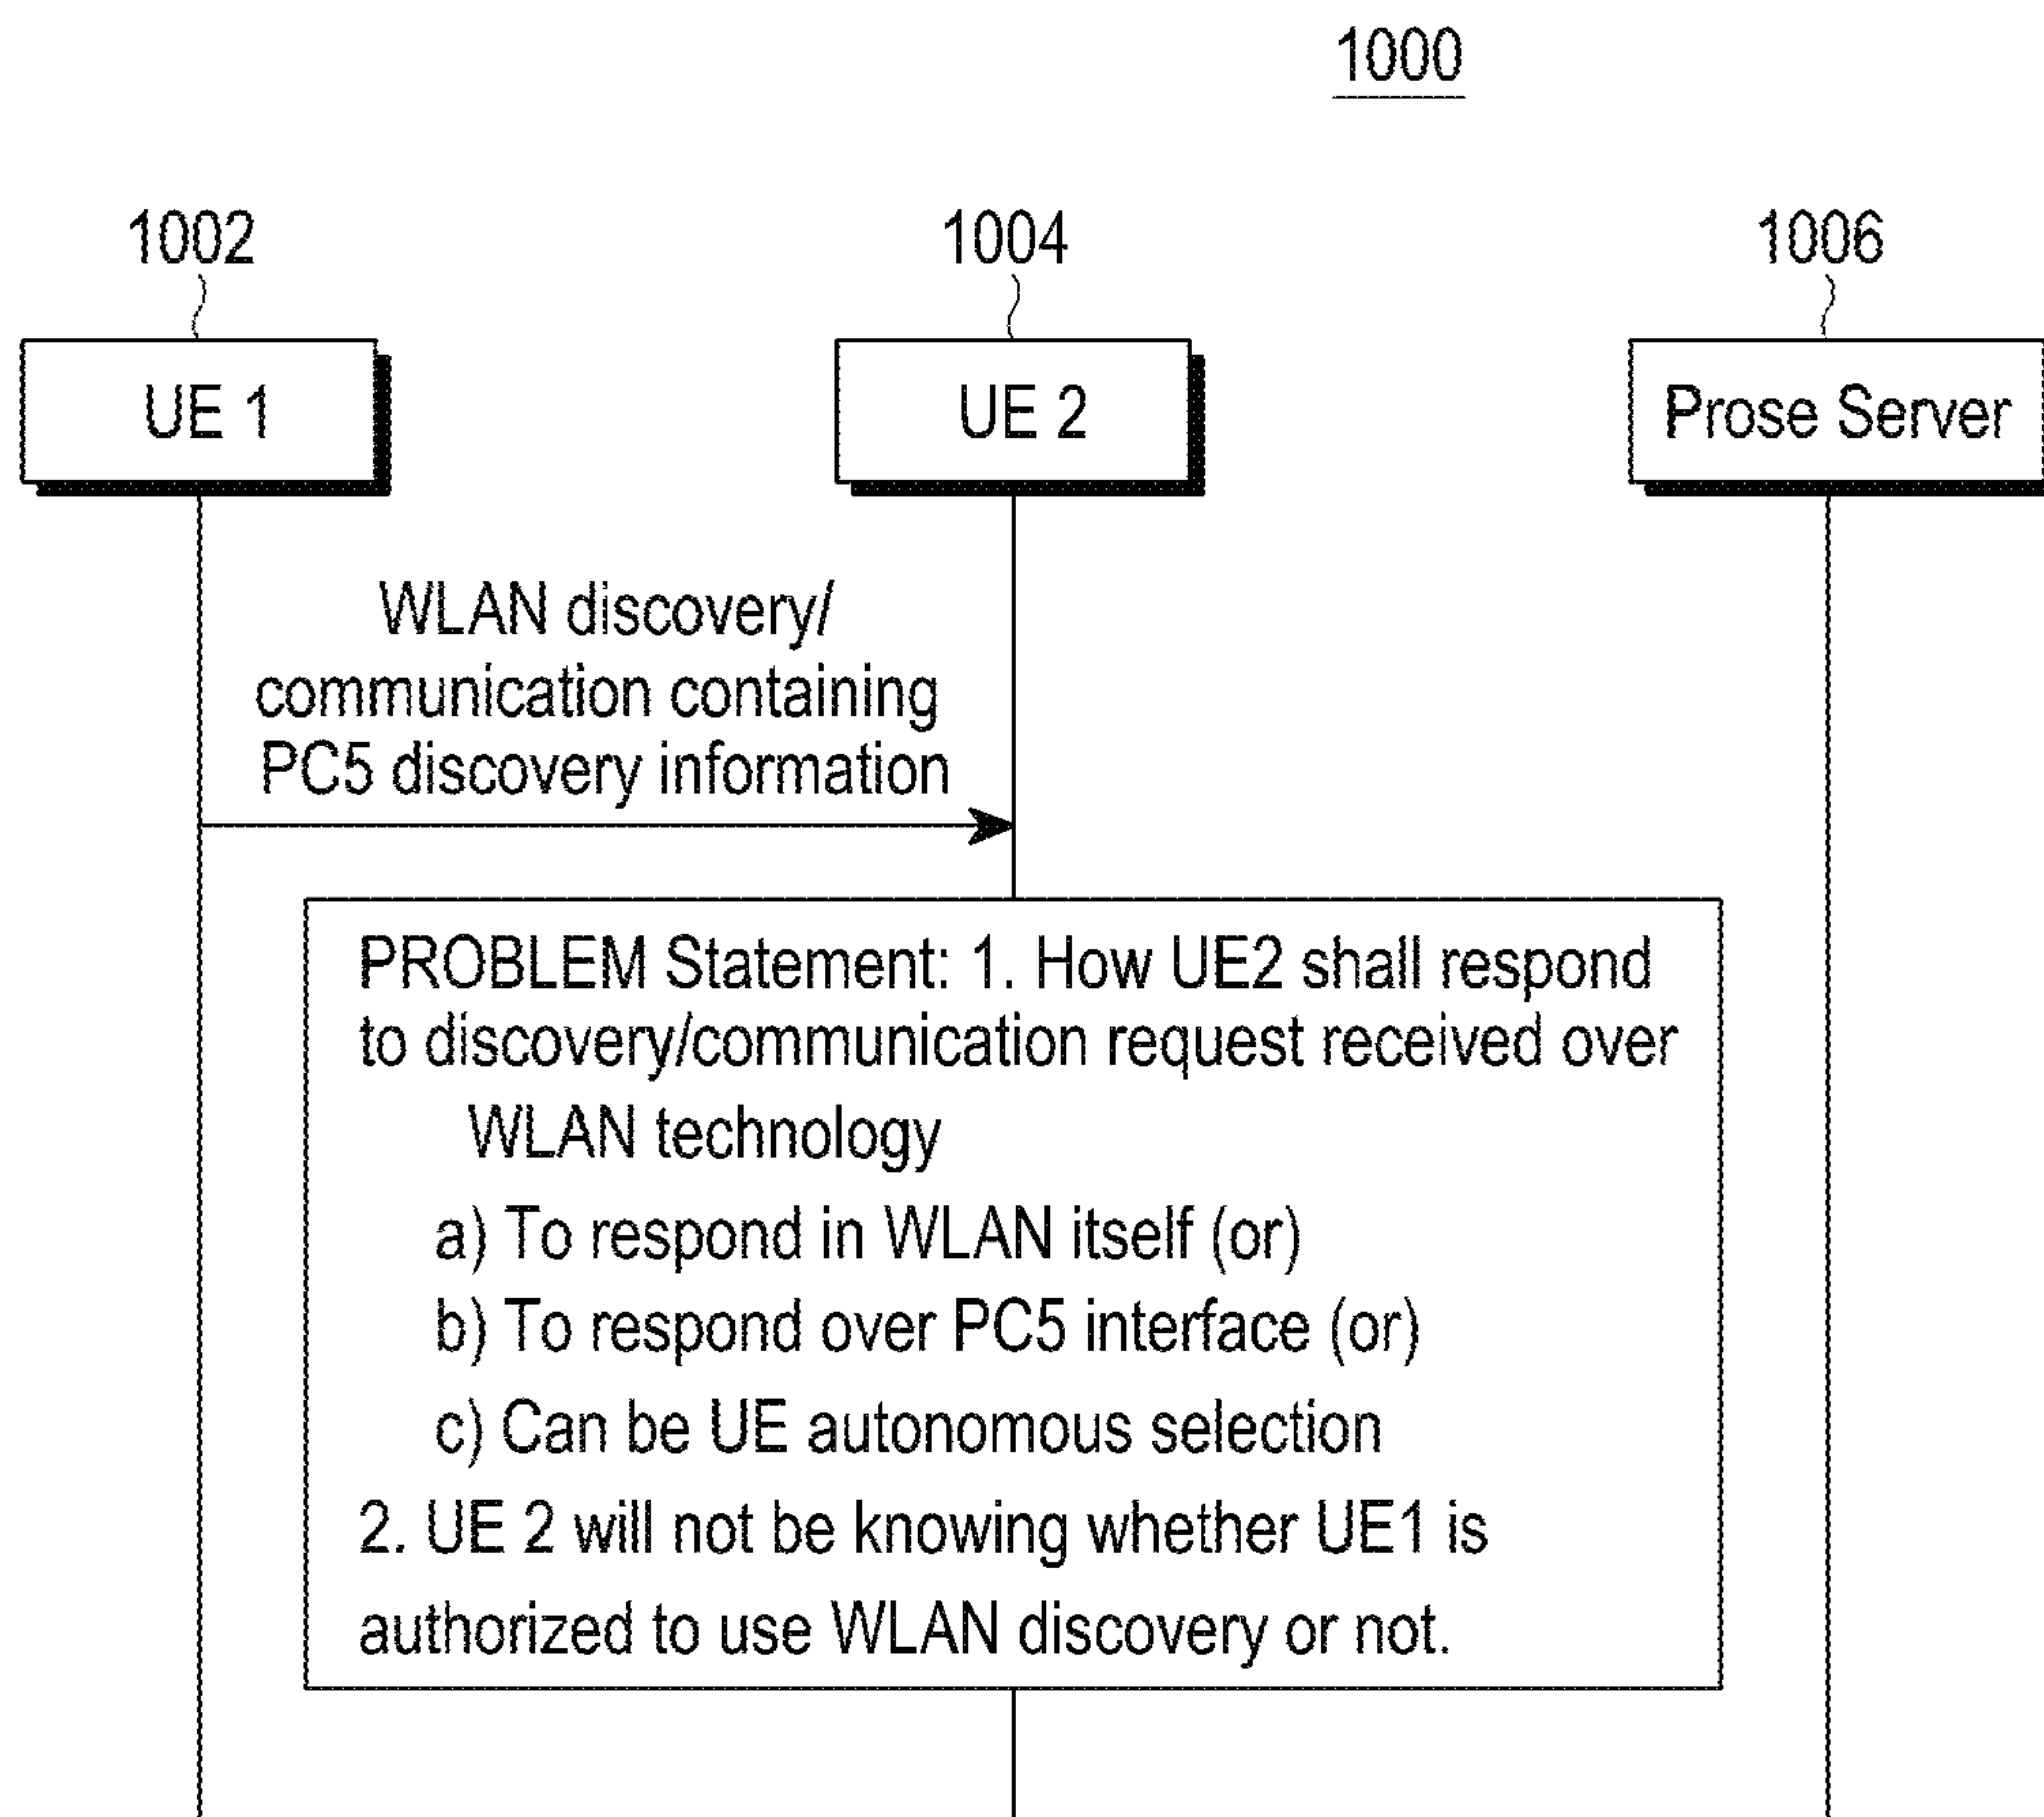 1000
1002
1004
1006
UE 1
UE 2
Prose Server
WLAN discovery/
communication containing
PC5 discovery information
PROBLEM Statement: 1. How UE2 shall respond
to discovery/communication request received over
WLAN technology
a) To respond in WLAN itself (or)
b) To respond over PC5 interface (or)
c) Can be UE autonomous selection
2. UE 2 will not be knowing whether UE1 is
authorized to use WLAN discovery or not.